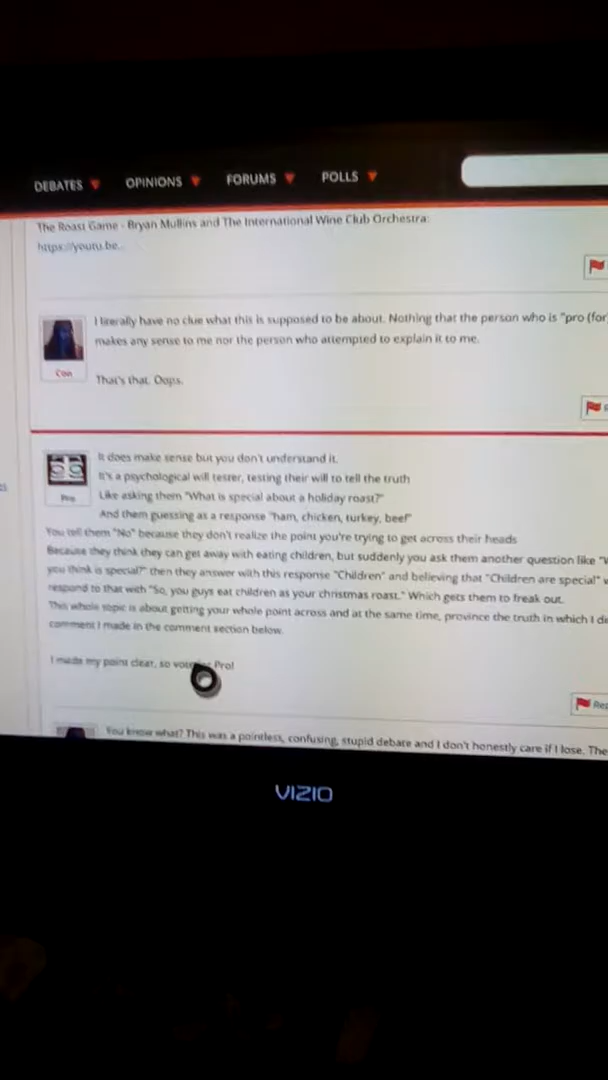 DEBATES OPINIONS FORUMS POLLS
The Roast Game - Bryan Mullins and The International Wine Club Orchestra:
https://youtu.be...
I literally have no clue what this is supposed to be about. Nothing that the person who is "pro (for
makes any sense to me nor the person who attempted to explain it to me.
Con
That's that. Oops.
It does make sense but you don't understand it.
It's a psychological will tester, testing their will to tell the truth
Like asking them "What is special about a holiday roast?"
Pro
And them guessing as a response "ham, chicken, turkey, beef"
You tell them "No" because they don't realize the point you're trying to get across their heads
Because they think they can get away with eating children, but suddenly you ask them another question like
you think is special?" then they answer with this response "Children" and believing that "Children are special"
respond to that with "So, you guys eat children as your christmas roast." Which gets them to freak out.
This whole topic is about getting your whole point across and at the same time, province the truth in which I
comment I made in the comment section below.
I made my point clear, so Pro!
Rep
You know what? This was a pointless, confusing, stupid debate and I don't honestly care if I lose. The
VIZIO